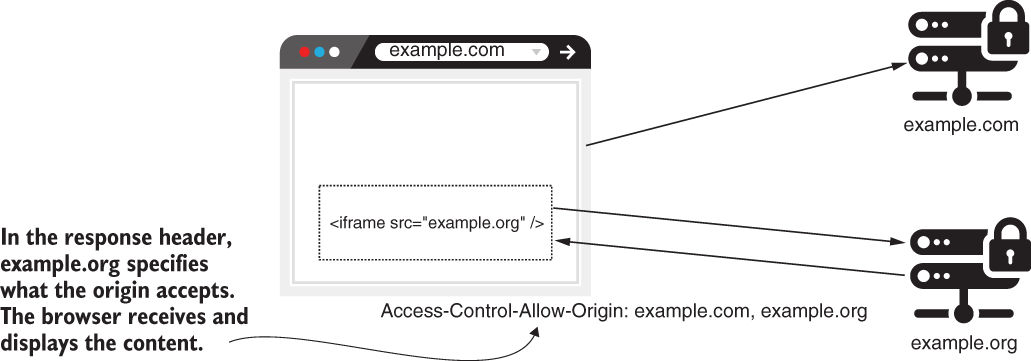 example.com
example.com
<iframe src="example.org" />
In the response header,
example.org specifies
what the origin accepts.
The browser receives and
displays the content.
Access-Control-Allow-Origin: example.com, example.org
example.org